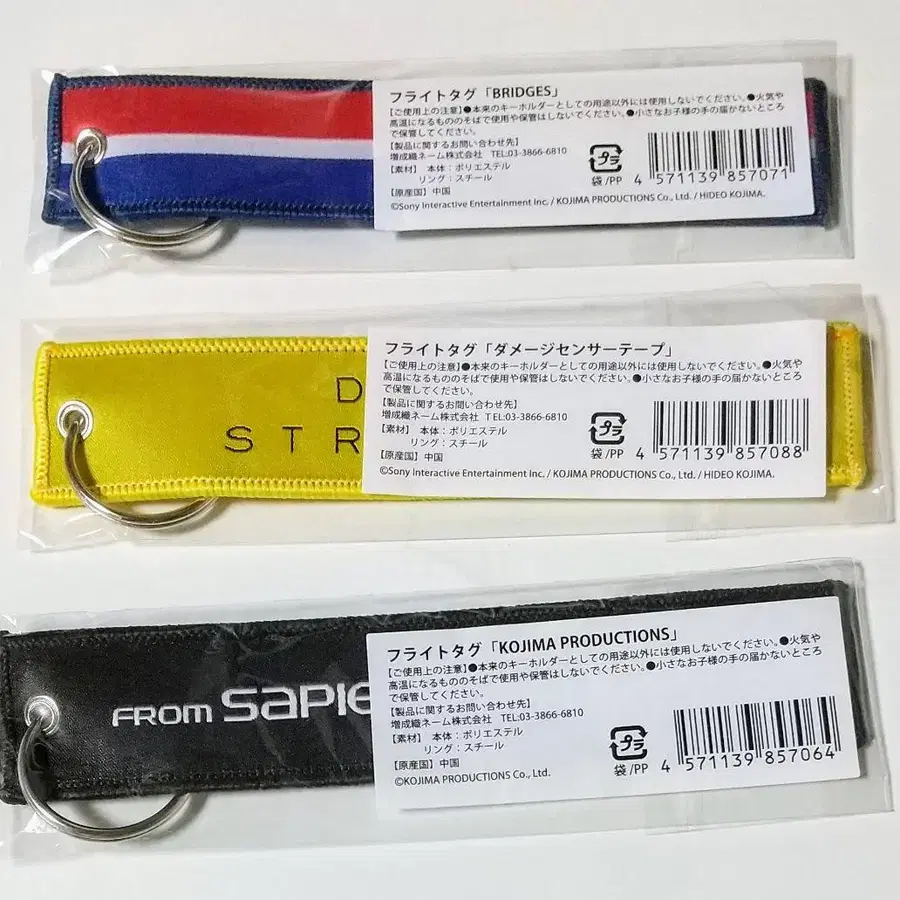 フライトタグ「BRIDGES」
【ご使用上の注意】●本来のキーホルダーとしての用途以外には使用しないでください。●火気や
高温になるもののそばで使用や保管はしないでください。●小さなお子様の手の届かないところ
で保管してください。
【製品に関するお問い合わせ先】
増成織ネーム株式会社 TEL:03-3866-6810
【素材】 本体：ポリエステル
リング：スチール
【原産国】中国
プラ
袋/PP
4 571139 857071
©Sony Interactive Entertainment Inc. / KOJIMA PRODUCTIONS Co., Ltd. / HIDEO KOJIMA.
D
STR
フライトタグ「ダメージセンサーテープ」
【ご使用上の注意】●本来のキーホルダーとしての用途以外には使用しないでください。●火気や
高温になるもののそばで使用や保管はしないでください。●小さなお子様の手の届かないところ
で保管してください。
【製品に関するお問い合わせ先】
増成織ネーム株式会社 TEL:03-3866-6810
【素材】 本体：ポリエステル
リング：スチール
【原産国】中国
プラ
袋/PP
4 571139 857088
©Sony Interactive Entertainment Inc. / KOJIMA PRODUCTIONS Co., Ltd. / HIDEO KOJIMA.
FROM SAPIE
フライトタグ「KOJIMA PRODUCTIONS」
【ご使用上の注意】●本来のキーホルダーとしての用途以外には使用しないでください。●火気や
高温になるもののそばで使用や保管はしないでください。●小さなお子様の手の届かないところ
で保管してください。
【製品に関するお問い合わせ先】
増成織ネーム株式会社 TEL:03-3866-6810
【素材】 本体：ポリエステル
リング：スチール
【原産国】中国
プラ
袋/PP
4 571139 857064
©KOJIMA PRODUCTIONS Co., Ltd.